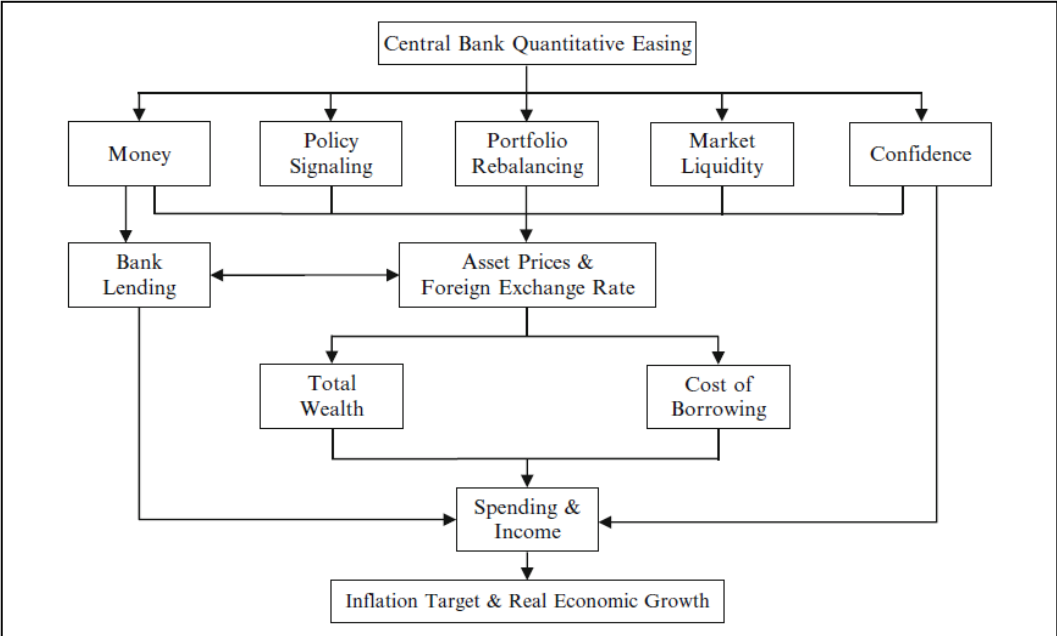 Central Bank Quantitative Easing
Money
Policy
Signaling
Portfolio
Rebalancing
Market
Liquidity
Confidence
Bank
Lending
Asset Prices &
Foreign Exchange Rate
Total
Wealth
Cost of
Borrowing
Spending &
Income
Inflation Target & Real Economic Growth